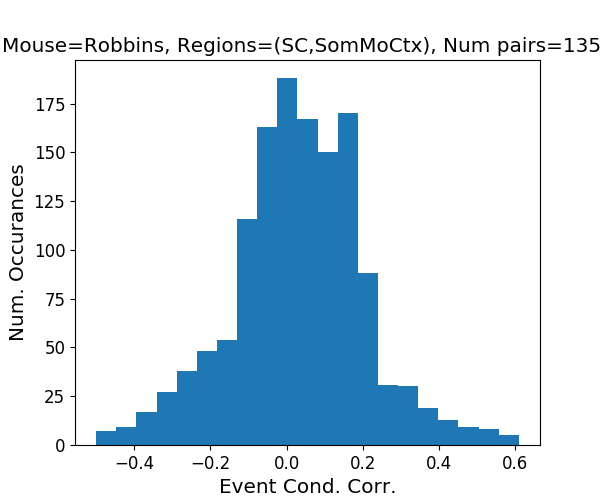 Mouse=Robbins, Regions=(SC,SomMoCtx), Num pairs=135
Num. Occurances
175
150
125
100
75
50
25
0
−0.4 −0.2 0.0 0.2 0.4 0.6
Event Cond. Corr.